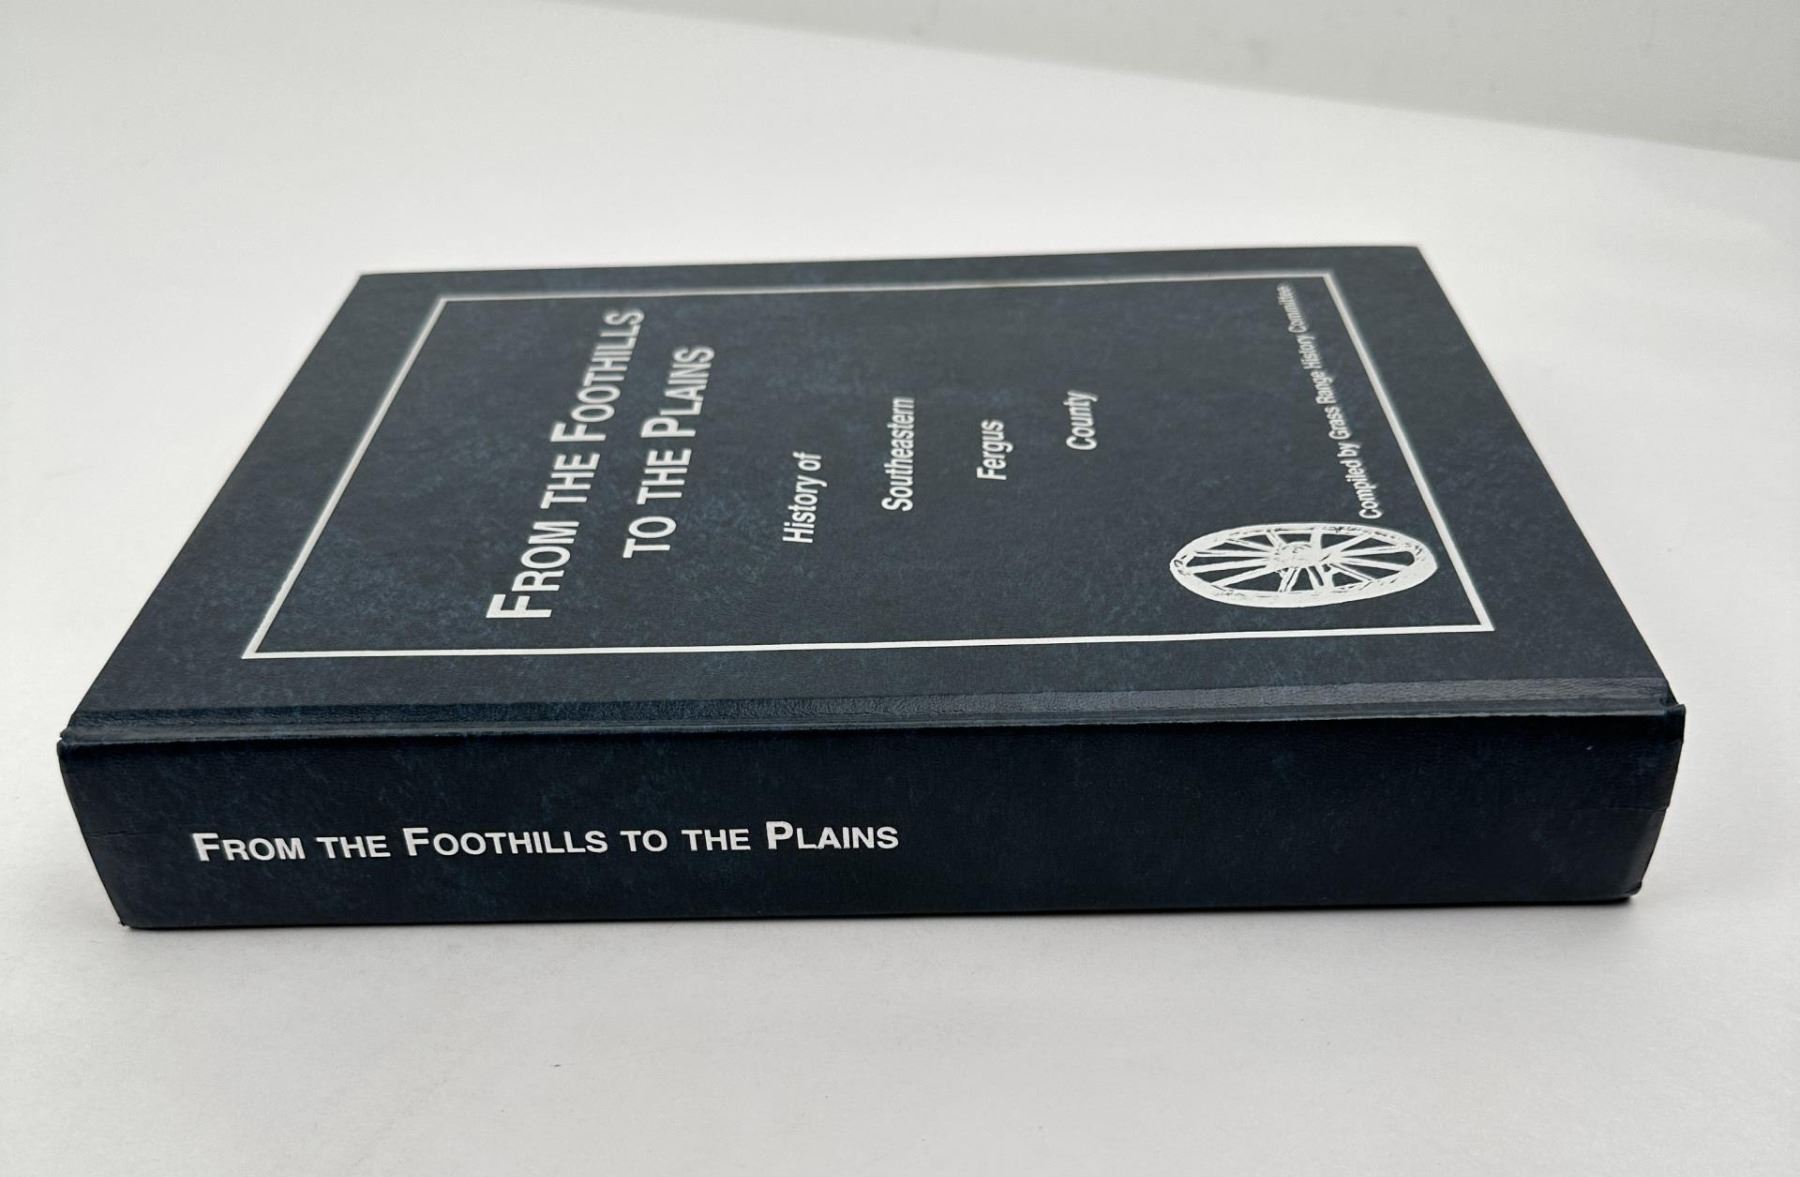 FROM THE FOOTHILLS
TO THE PLAINS
History of
Southeastern
Fergus
County
Compiled by Grass Range History Committee
FROM THE FOOTHILLS TO THE PLAINS